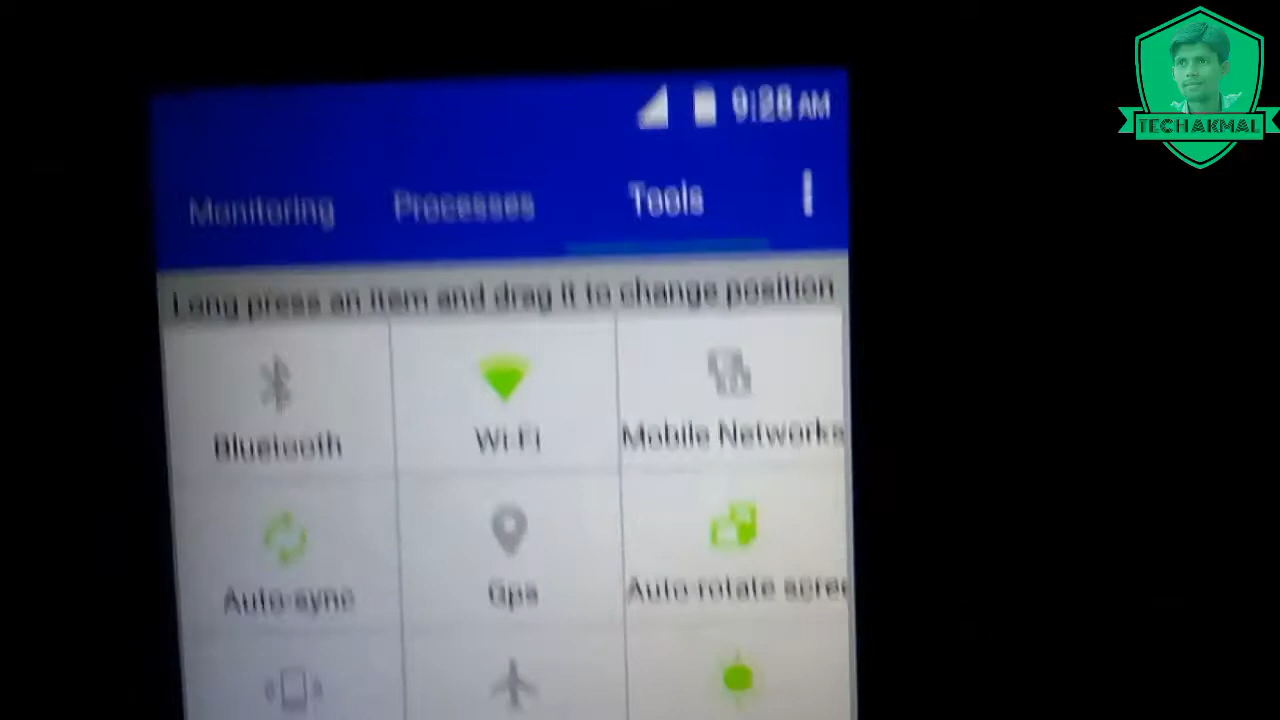 TECHAKMAL
9:28 AM
Monitoring Processes Tools
Long press an item and drag it to change position
Bluetooth Wi-Fi Mobile Networks
Auto-sync Gps Auto rotate scree